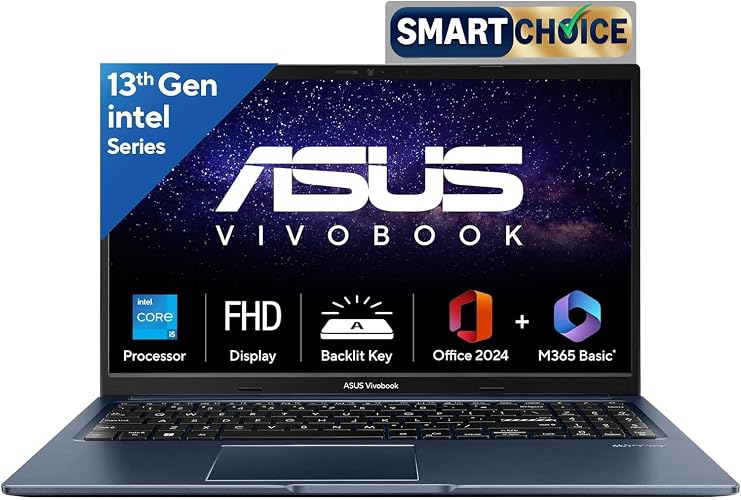 SMART CHOICE
13th Gen
intel
Series
ASUS
VIVOBOOK
intel
CORE
i5
Processor
FHD
Display
A
Backlit Key
Office 2024
+
M365 Basic*
ASUS Vivobook